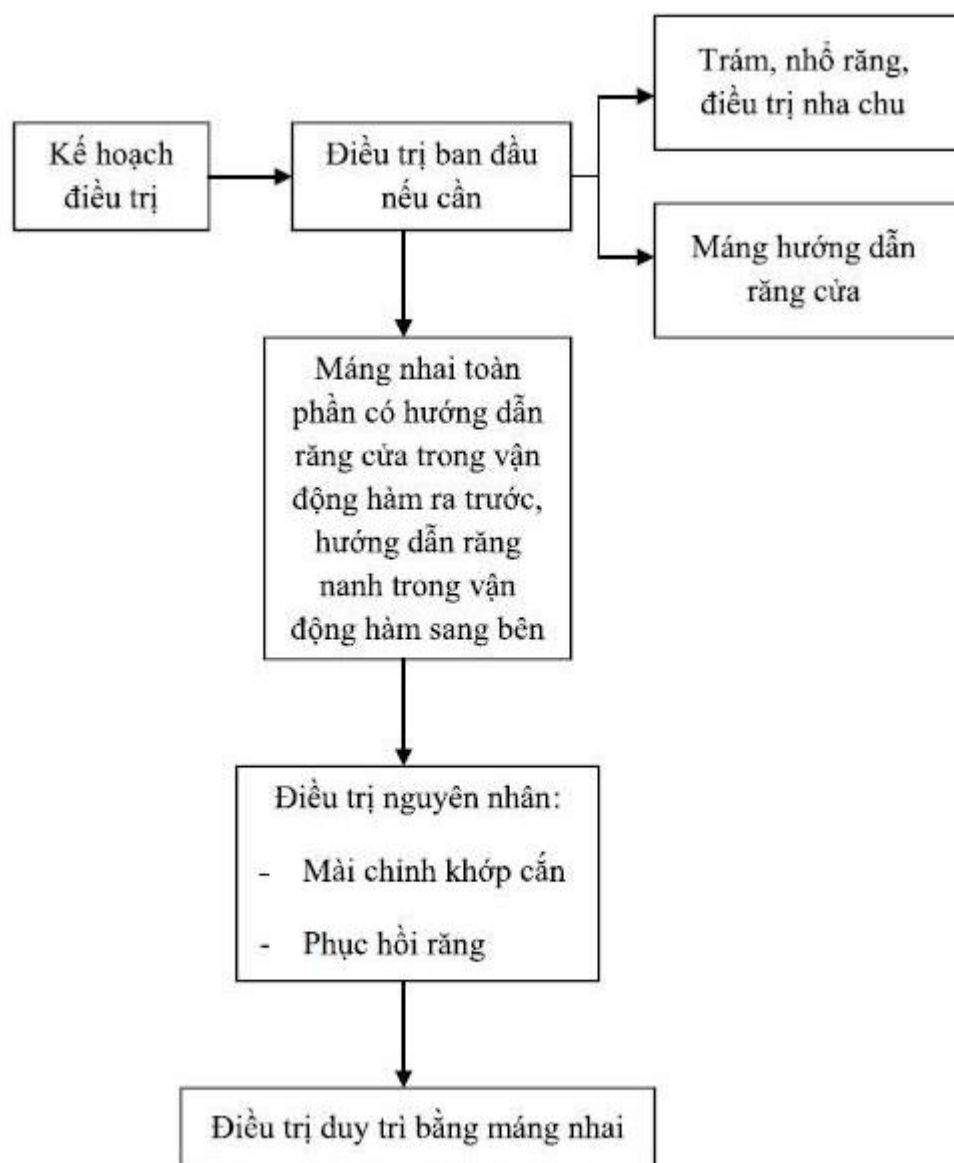 Kế hoạch
điều trị
Điều trị ban đầu
nếu cần
Trám, nhổ răng,
điều trị nha chu
Máng hướng dẫn
răng cửa
Máng nhai toàn
phần có hướng dẫn
răng cửa trong vận
động hàm ra trước,
hướng dẫn răng
nanh trong vận
động hàm sang bên
Điều trị nguyên nhân:
- Mài chỉnh khớp cắn
- Phục hồi răng
Điều trị duy trì bằng máng nhai